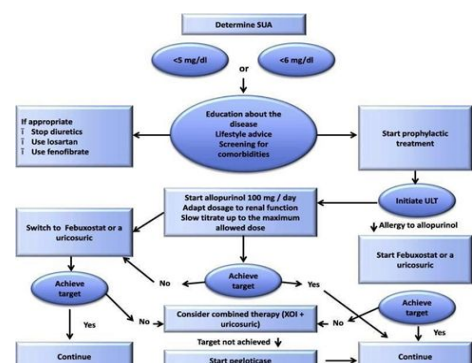 Determine SUA
<5 mg/dl
<6 mg/dl
or
Education about the
disease
Lifestyle advice
Screening for
comorbidities
If appropriate
Ï Stop diuretics
Ï Use losartan
Ï Use fenofibrate
Start prophylactic
treatment
Initiate ULT
Start allopurinol 100 mg / day
Adapt dosage to renal function
Slow titrate up to the maximum
allowed dose
Allergy to allopurinol
Switch to Febuxostat or a
uricosuric
Start Febuxostat or a
uricosuric
Achieve
target
No
Achieve
target
Yes
Achieve
target
Yes
No
Consider combined therapy (XOI +
uricosuric)
No
Yes
Target not achieved
Continue
Start pegloticase
Continue